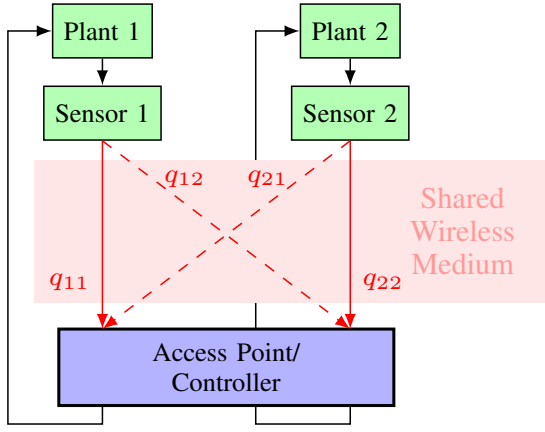 Plant 1
Plant 2
Sensor 1
Sensor 2
q₁₂
q₂₁
Shared
Wireless
Medium
q₁₁
q₂₂
Access Point/
Controller